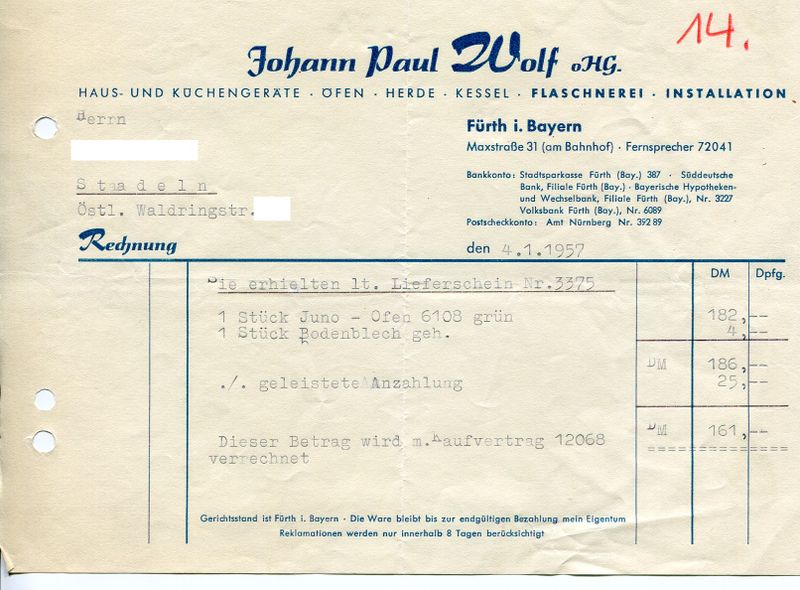 14.
Johann Paul Wolf oHG.
HAUS- UND KÜCHENGERÄTE · ÖFEN · HERDE · KESSEL · FLASCHNEREI · INSTALLATION
Herrn
Fürth i. Bayern
Maxstraße 31 (am Bahnhof) · Fernsprecher 72041
Bankkonto: Stadtsparkasse Fürth (Bay.) 387 · Süddeutsche
Bank, Filiale Fürth (Bay.) · Bayerische Hypotheken-
und Wechselbank, Filiale Fürth (Bay.), Nr. 3227
Volksbank Fürth (Bay.), Nr. 6089
Postscheckkonto: Amt Nürnberg Nr. 392 89
Staadeln
Östl. Waldringstr.
Rechnung
den 4.1.1957
DM Dpfg.
Die erhielten lt. Lieferschein Nr.3375
1 Stück Juno - Ofen 6108 grün 182,--
1 Stück Bodenblech geh. 4,--
DM 186,--
./. geleistete Anzahlung 25,--
DM 161,--
Dieser Betrag wird m.Kaufvertrag 12068
verrechnet
Gerichtsstand ist Fürth i. Bayern · Die Ware bleibt bis zur endgültigen Bezahlung mein Eigentum
Reklamationen werden nur innerhalb 8 Tagen berücksichtigt